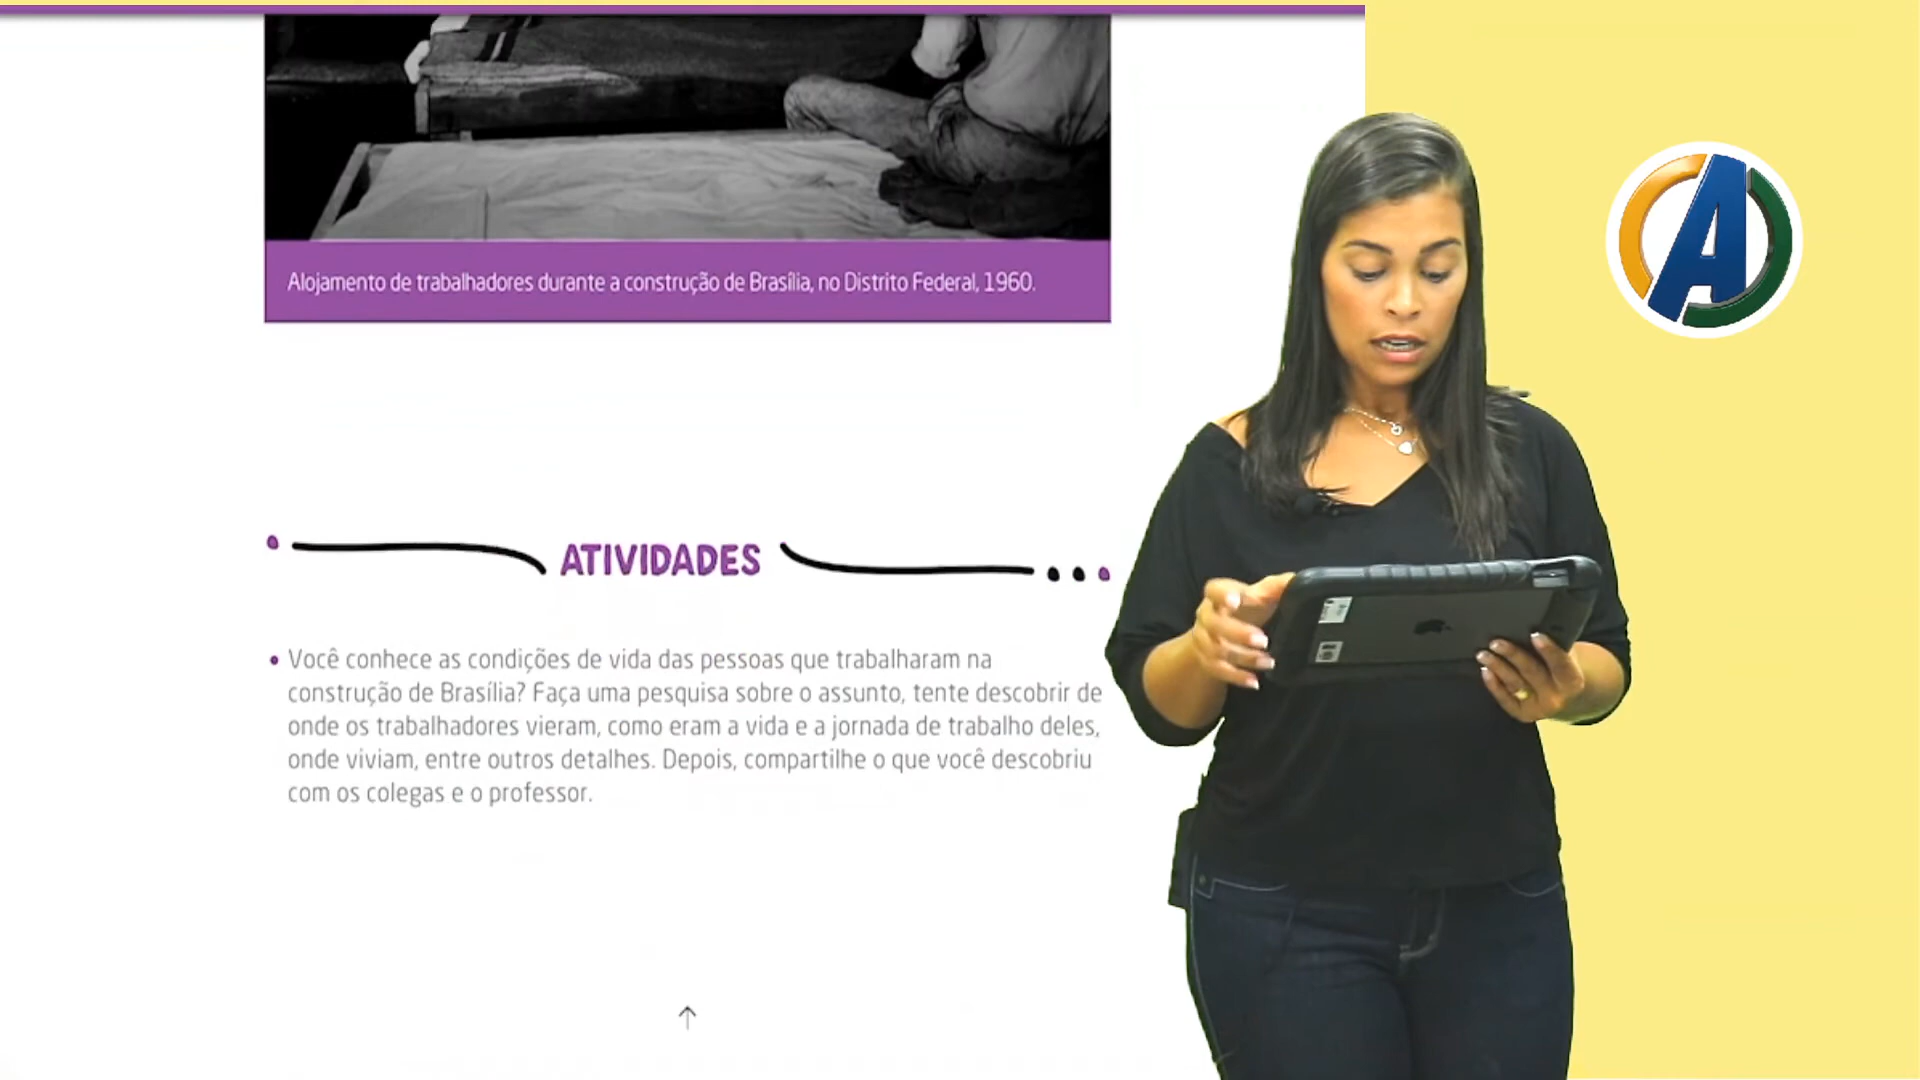 Alojamento de trabalhadores durante a construção de Brasília, no Distrito Federal, 1960.
ATIVIDADES
• Você conhece as condições de vida das pessoas que trabalharam na
construção de Brasília? Faça uma pesquisa sobre o assunto, tente descobrir de
onde os trabalhadores vieram, como eram a vida e a jornada de trabalho deles,
onde viviam, entre outros detalhes. Depois, compartilhe o que você descobriu
com os colegas e o professor.
A